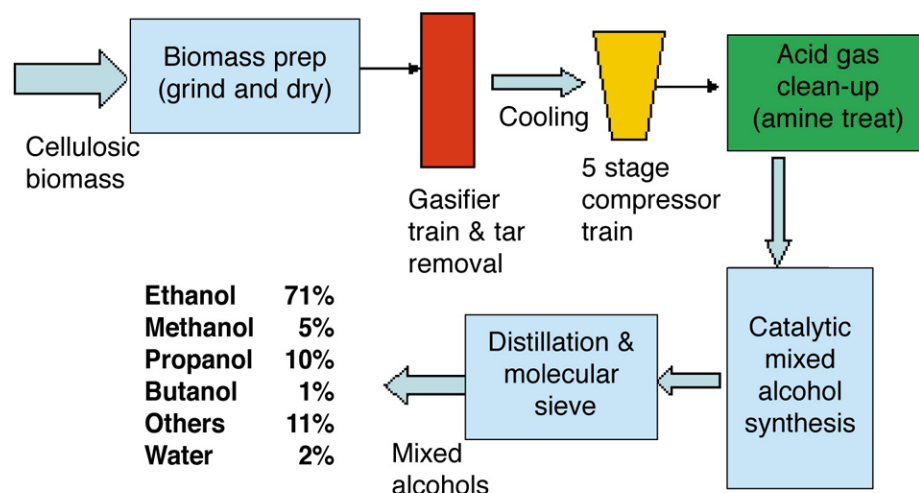 Biomass prep
(grind and dry)
Cellulosic
biomass
Gasifier
train & tar
removal
Cooling
5 stage
compressor
train
Acid gas
clean-up
(amine treat)
Catalytic
mixed
alcohol
synthesis
Distillation &
molecular
sieve
Mixed
alcohols
Ethanol 71%
Methanol 5%
Propanol 10%
Butanol 1%
Others 11%
Water 2%